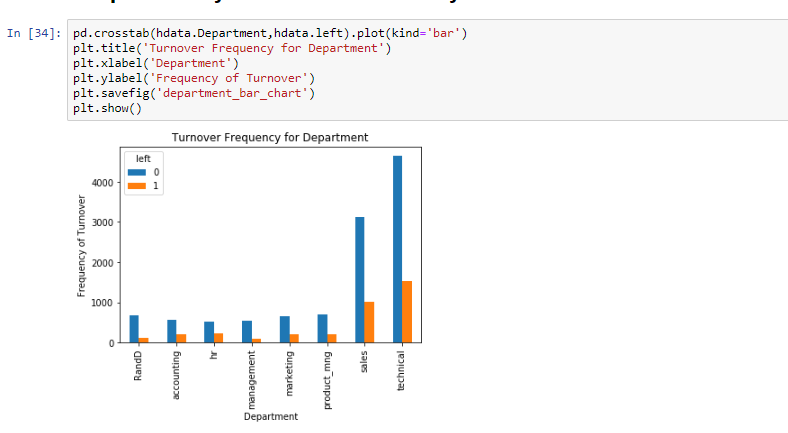 In [34]: pd.crosstab(hdata.Department,hdata.left).plot(kind='bar')
plt.title('Turnover Frequency for Department')
plt.xlabel('Department')
plt.ylabel('Frequency of Turnover')
plt.savefig('department_bar_chart')
plt.show()
Turnover Frequency for Department
left
0
1
Frequency of Turnover
4000
3000
2000
1000
0
RandD
accounting
hr
management
marketing
product_mng
sales
technical
Department